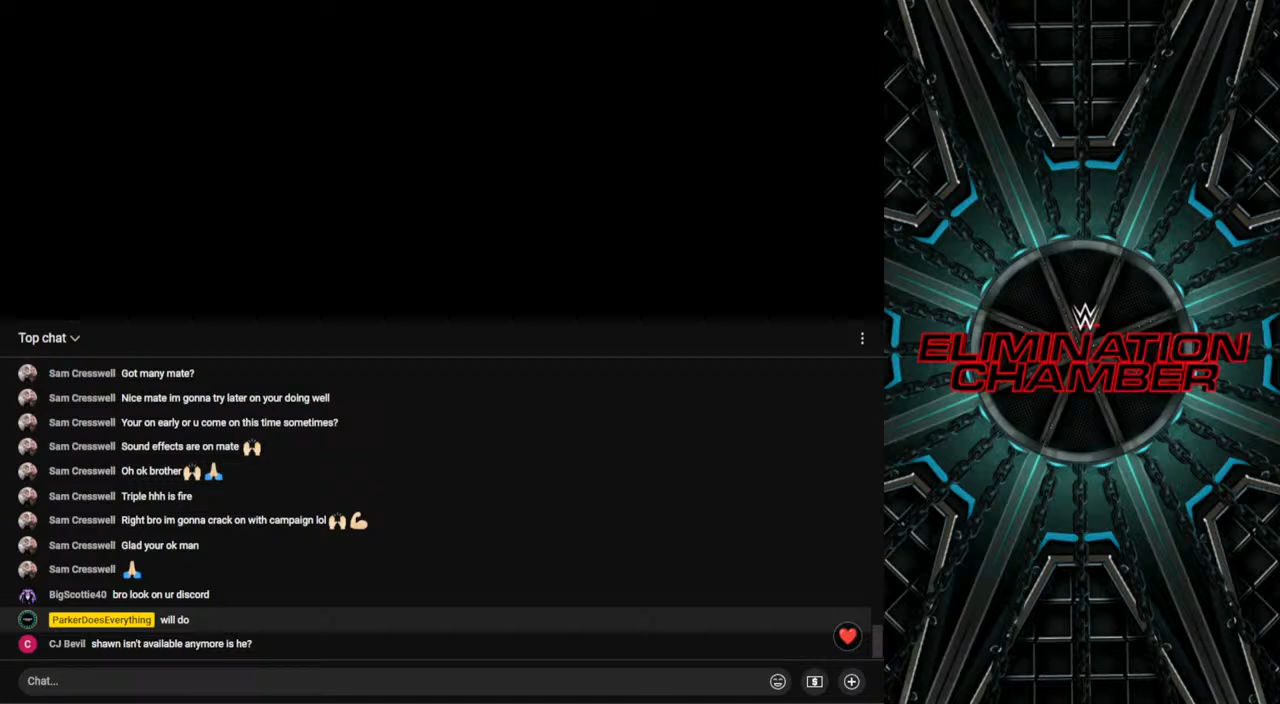 Top chat
Sam Cresswell Got many mate?
Sam Cresswell Nice mate im gonna try later on your doing well
Sam Cresswell Your on early or u come on this time sometimes?
Sam Cresswell Sound effects are on mate 🙌🏻
Sam Cresswell Oh ok brother 🙌🏻 🙏🏻
Sam Cresswell Triple hhh is fire
Sam Cresswell Right bro im gonna crack on with campaign lol 🙌🏻 💪🏻
Sam Cresswell Glad your ok man
Sam Cresswell 🙏🏻
BigScottie40 bro look on ur discord
ParkerDoesEverything will do
C CJ Bevil shawn isn't available anymore is he?
Chat...
W
ELIMINATION
CHAMBER